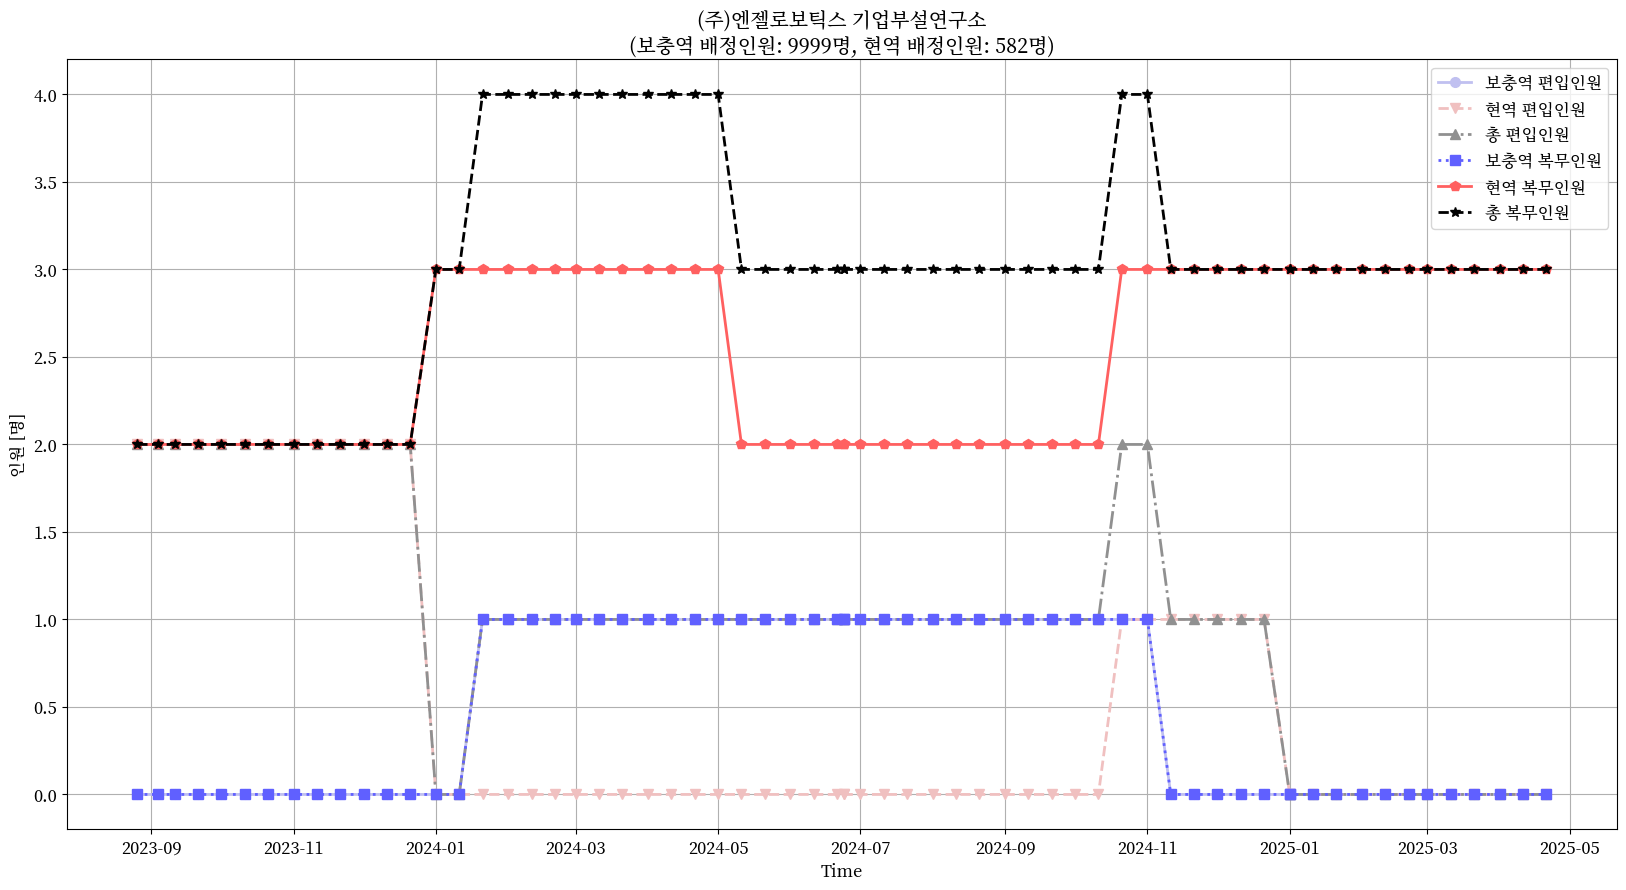 (주)엔젤로보틱스 기업부설연구소
(보충역 배정인원: 9999명, 현역 배정인원: 582명)
보충역 편입인원
현역 편입인원
총 편입인원
보충역 복무인원
현역 복무인원
총 복무인원
4.0
3.5
3.0
2.5
2.0
1.5
1.0
0.5
0.0
인원 [명]
2023-09 2023-11 2024-01 2024-03 2024-05 2024-07 2024-09 2024-11 2025-01 2025-03 2025-05
Time